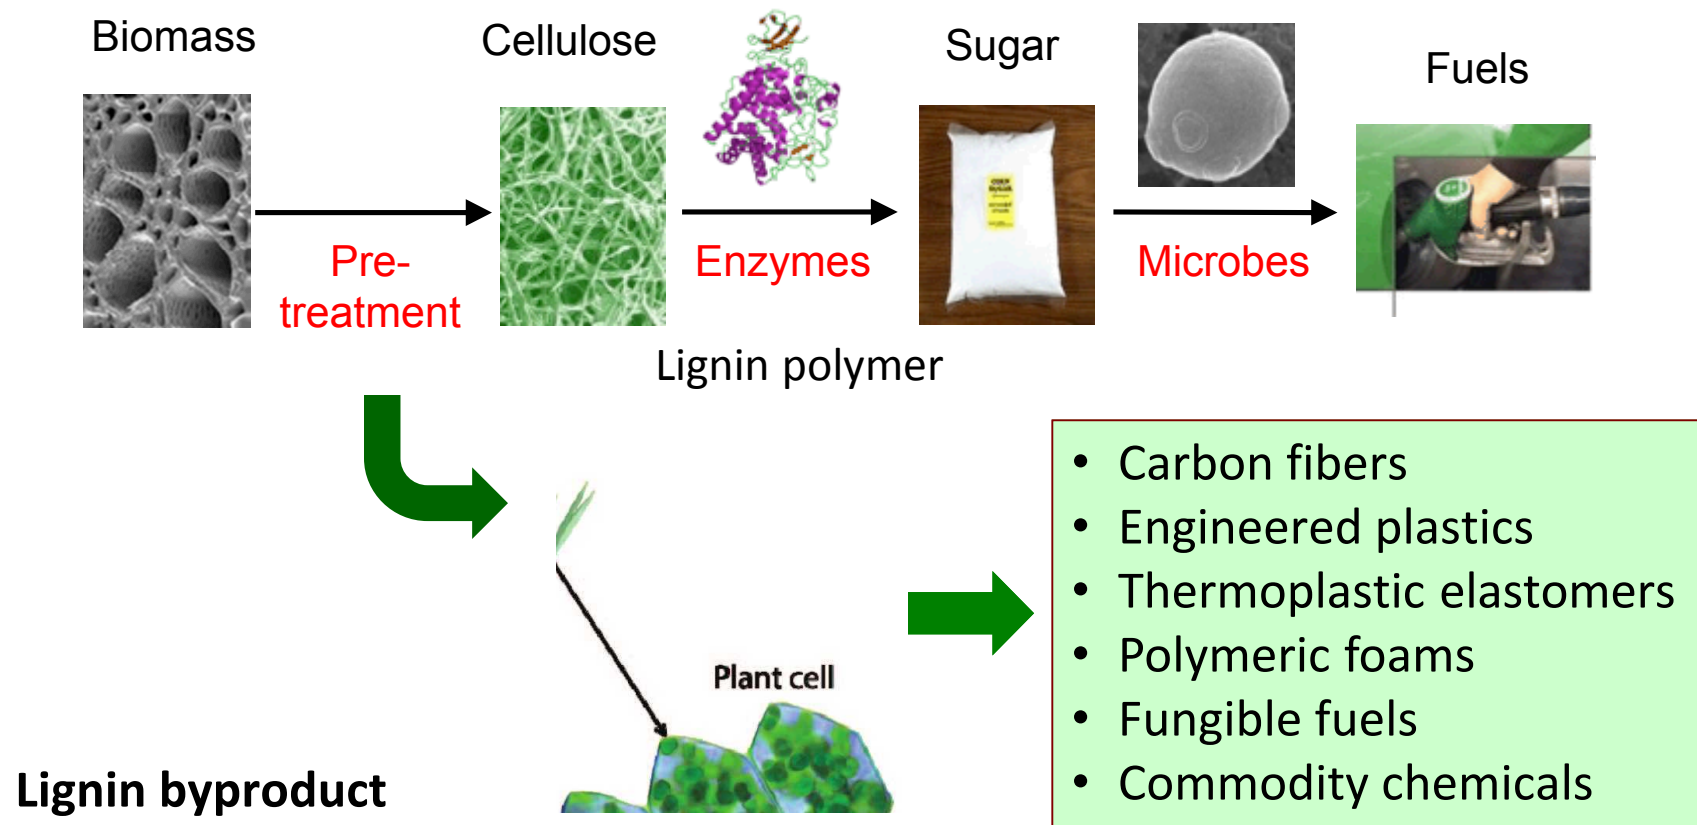 Biomass
Cellulose
Sugar
Fuels
Pre-
treatment
Enzymes
Microbes
Lignin polymer
• Carbon fibers
• Engineered plastics
• Thermoplastic elastomers
• Polymeric foams
• Fungible fuels
• Commodity chemicals
Plant cell
Lignin byproduct